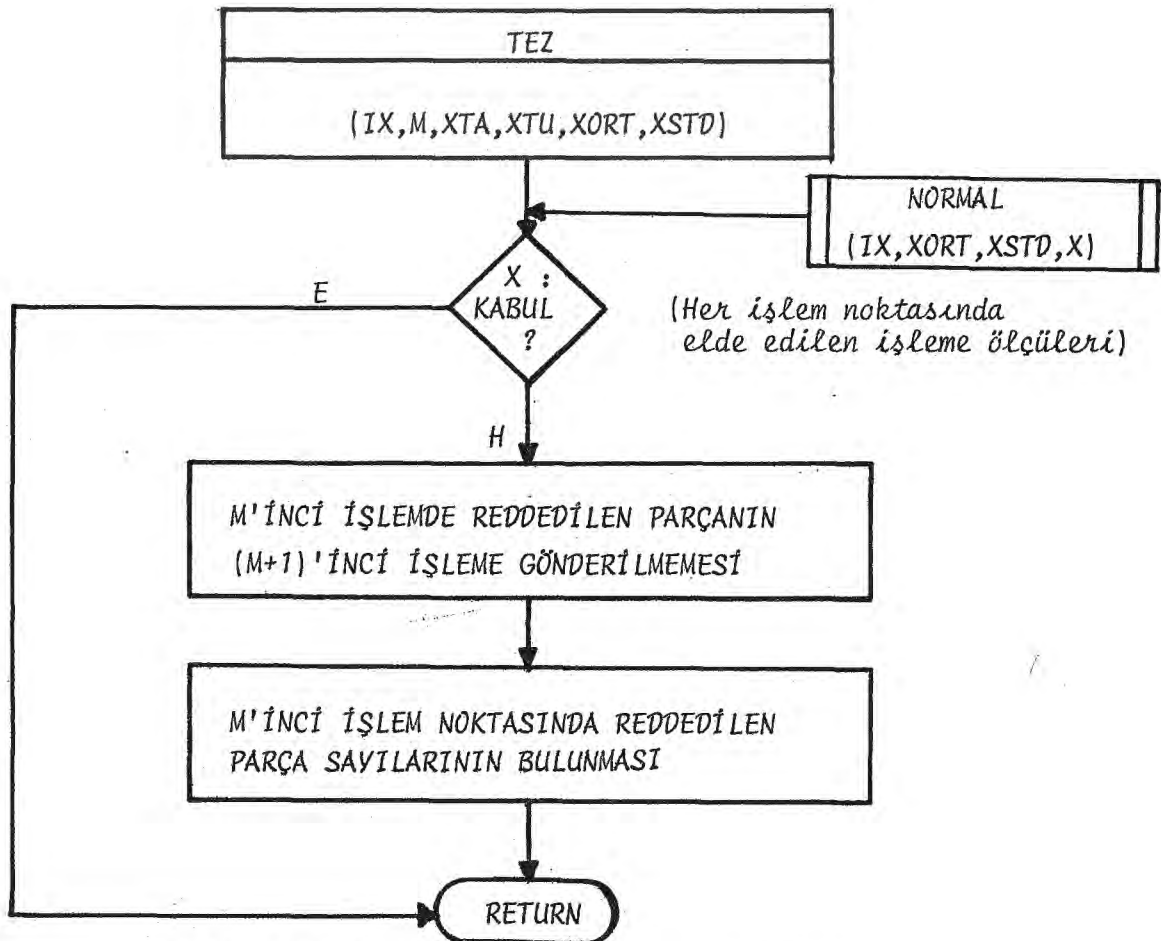 TEZ
(IX,M,XTA,XTU,XORT,XSTD)
NORMAL
(IX,XORT,XSTD,X)
X :
KABUL
?
E
(Her işlem noktasında
elde edilen işleme ölçüleri)
H
M'İNCİ İŞLEMDE REDDEDİLEN PARÇANIN
(M+1)'İNCİ İŞLEME GÖNDERİLMEMESİ
M'İNCİ İŞLEM NOKTASINDA REDDEDİLEN
PARÇA SAYILARININ BULUNMASI
RETURN